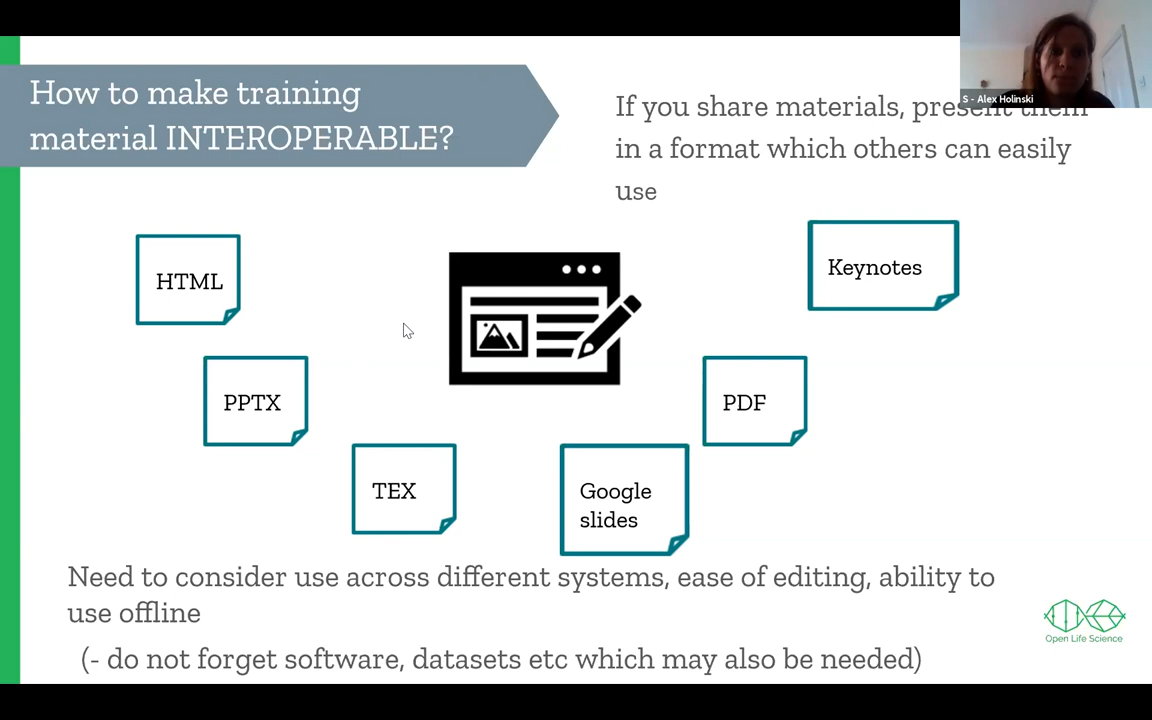 How to make training
material INTEROPERABLE?
S - Alex Holinski
If you share materials, present them
in a format which others can easily
use
HTML
Keynotes
PPTX
PDF
TEX
Google
slides
Need to consider use across different systems, ease of editing, ability to
use offline
(- do not forget software, datasets etc which may also be needed)
Open Life Science